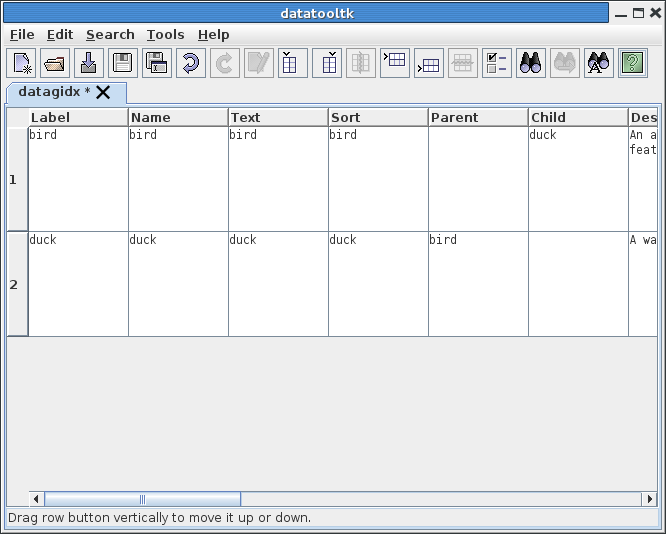 datatooltk
File Edit Search Tools Help
datagidx *
Label Name Text Sort Parent Child Des
1 bird bird bird bird duck An a
feat
2 duck duck duck duck bird A wa
Drag row button vertically to move it up or down.